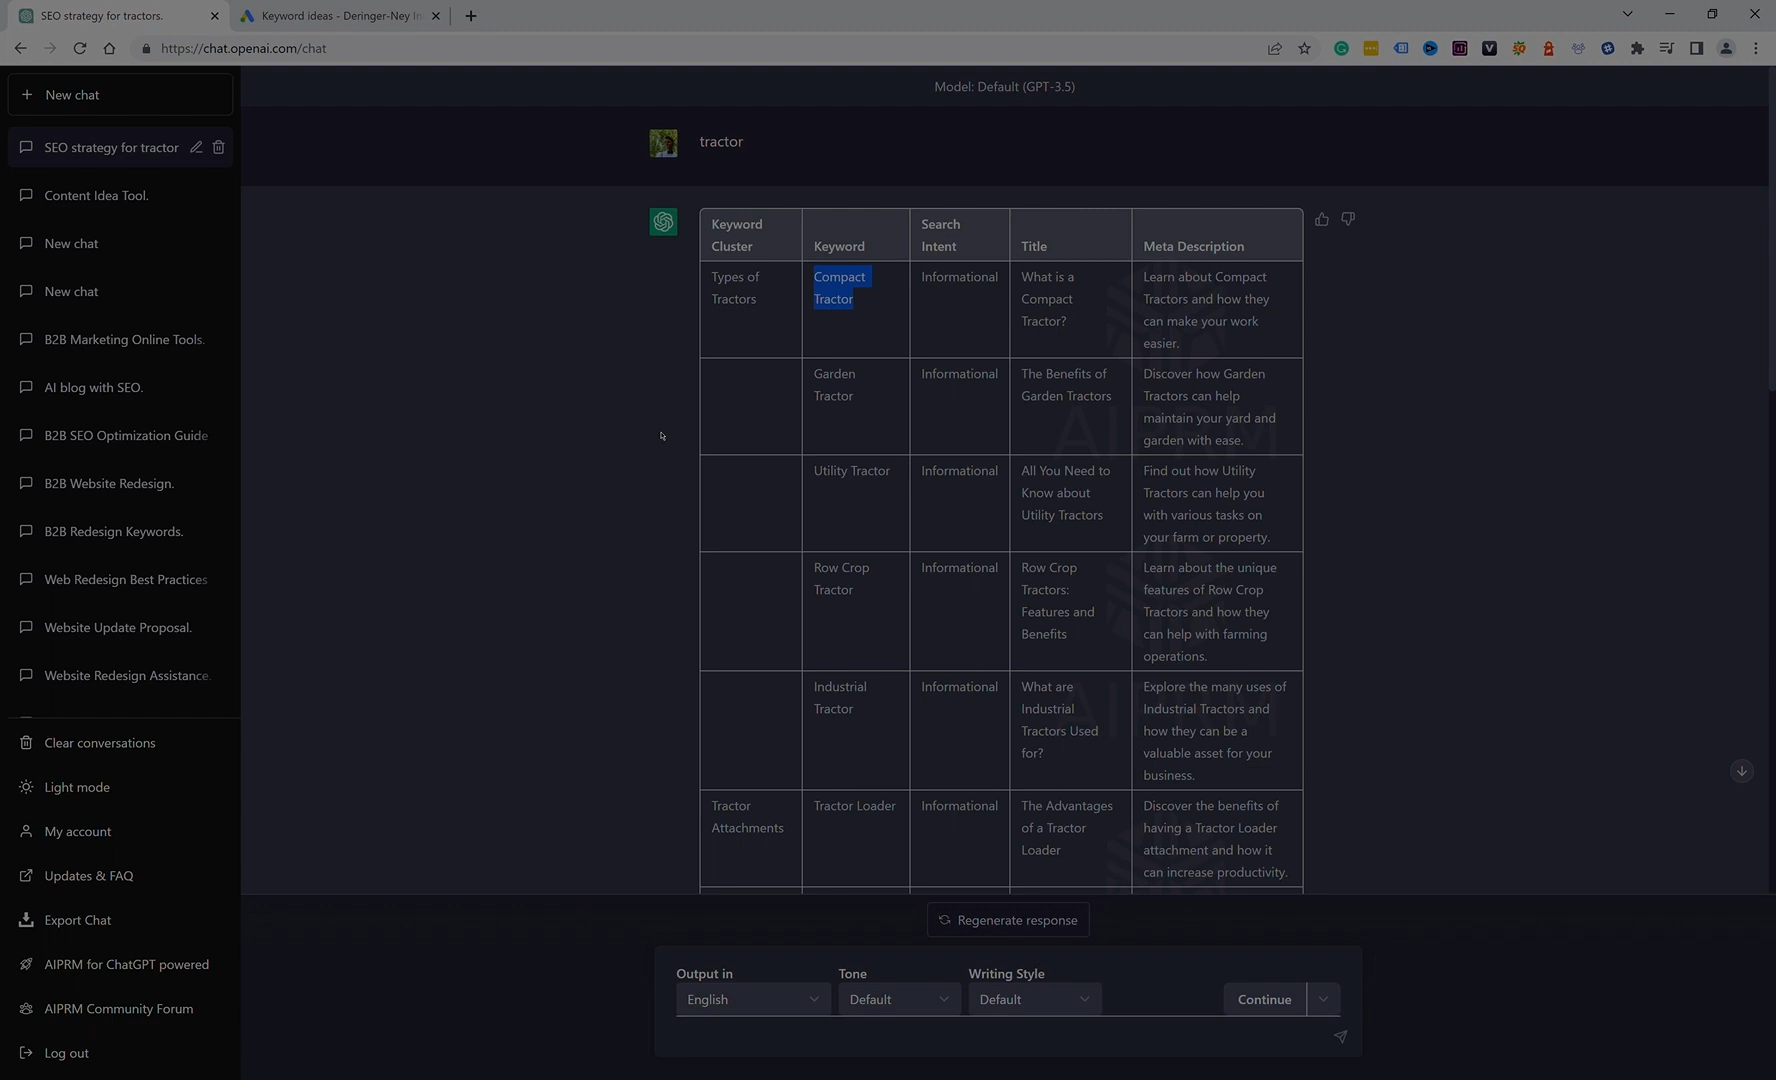 SEO strategy for tractors.
Keyword ideas - Deringer-Ney In
https://chat.openai.com/chat
New chat
Model: Default (GPT-3.5)
SEO strategy for tractor
Content Idea Tool.
New chat
New chat
B2B Marketing Online Tools.
AI blog with SEO.
B2B SEO Optimization Guide
B2B Website Redesign.
B2B Redesign Keywords.
Web Redesign Best Practices
Website Update Proposal.
Website Redesign Assistance.
Clear conversations
Light mode
My account
Updates & FAQ
Export Chat
AIPRM for ChatGPT powered
AIPRM Community Forum
Log out
tractor
Keyword
Cluster
Keyword
Search
Intent
Title
Meta Description
Types of
Tractors
Compact
Tractor
Informational
What is a
Compact
Tractor?
Learn about Compact
Tractors and how they
can make your work
easier.
Garden
Tractor
Informational
The Benefits of
Garden Tractors
Discover how Garden
Tractors can help
maintain your yard and
garden with ease.
Utility Tractor
Informational
All You Need to
Know about
Utility Tractors
Find out how Utility
Tractors can help you
with various tasks on
your farm or property.
Row Crop
Tractor
Informational
Row Crop
Tractors:
Features and
Benefits
Learn about the unique
features of Row Crop
Tractors and how they
can help with farming
operations.
Industrial
Tractor
Informational
What are
Industrial
Tractors Used
for?
Explore the many uses of
Industrial Tractors and
how they can be a
valuable asset for your
business.
Tractor
Attachments
Tractor Loader
Informational
The Advantages
of a Tractor
Loader
Discover the benefits of
having a Tractor Loader
attachment and how it
can increase productivity.
AIPRM
AIPRM
Regenerate response
Output in
Tone
Writing Style
English
Default
Default
Continue